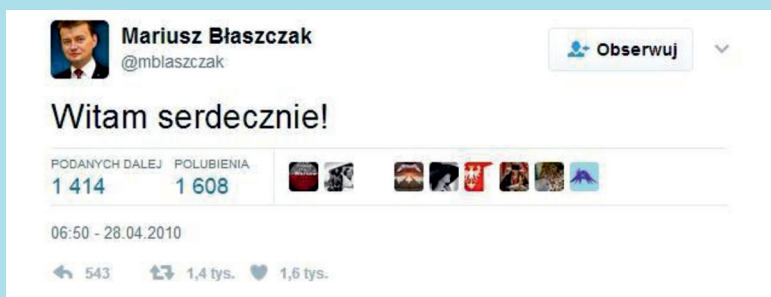 Mariusz Błaszczak
@mblaszczak
Obserwuj
Witam serdecznie!
PODANYCH DALEJ POLUBIENIA
1 414 1 608
06:50 - 28.04.2010
543 1,4 tys. 1,6 tys.